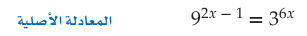 9^{2x − 1} = 3^{6x} المعادلة الأصلية